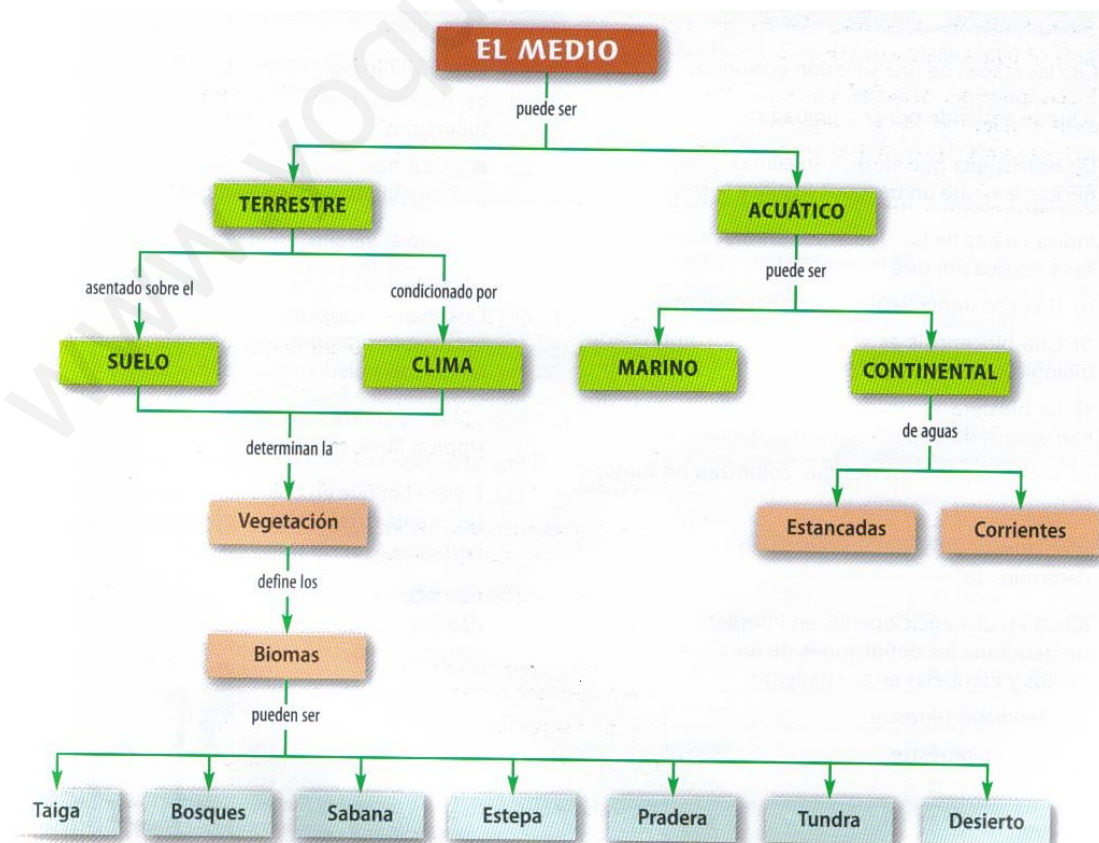 EL MEDIO
puede ser
TERRESTRE
ACUÁTICO
asentado sobre el
condicionado por
puede ser
SUELO
CLIMA
MARINO
CONTINENTAL
determinan la
de aguas
Vegetación
Estancadas
Corrientes
define los
Biomas
pueden ser
Taiga
Bosques
Sabana
Estepa
Pradera
Tundra
Desierto